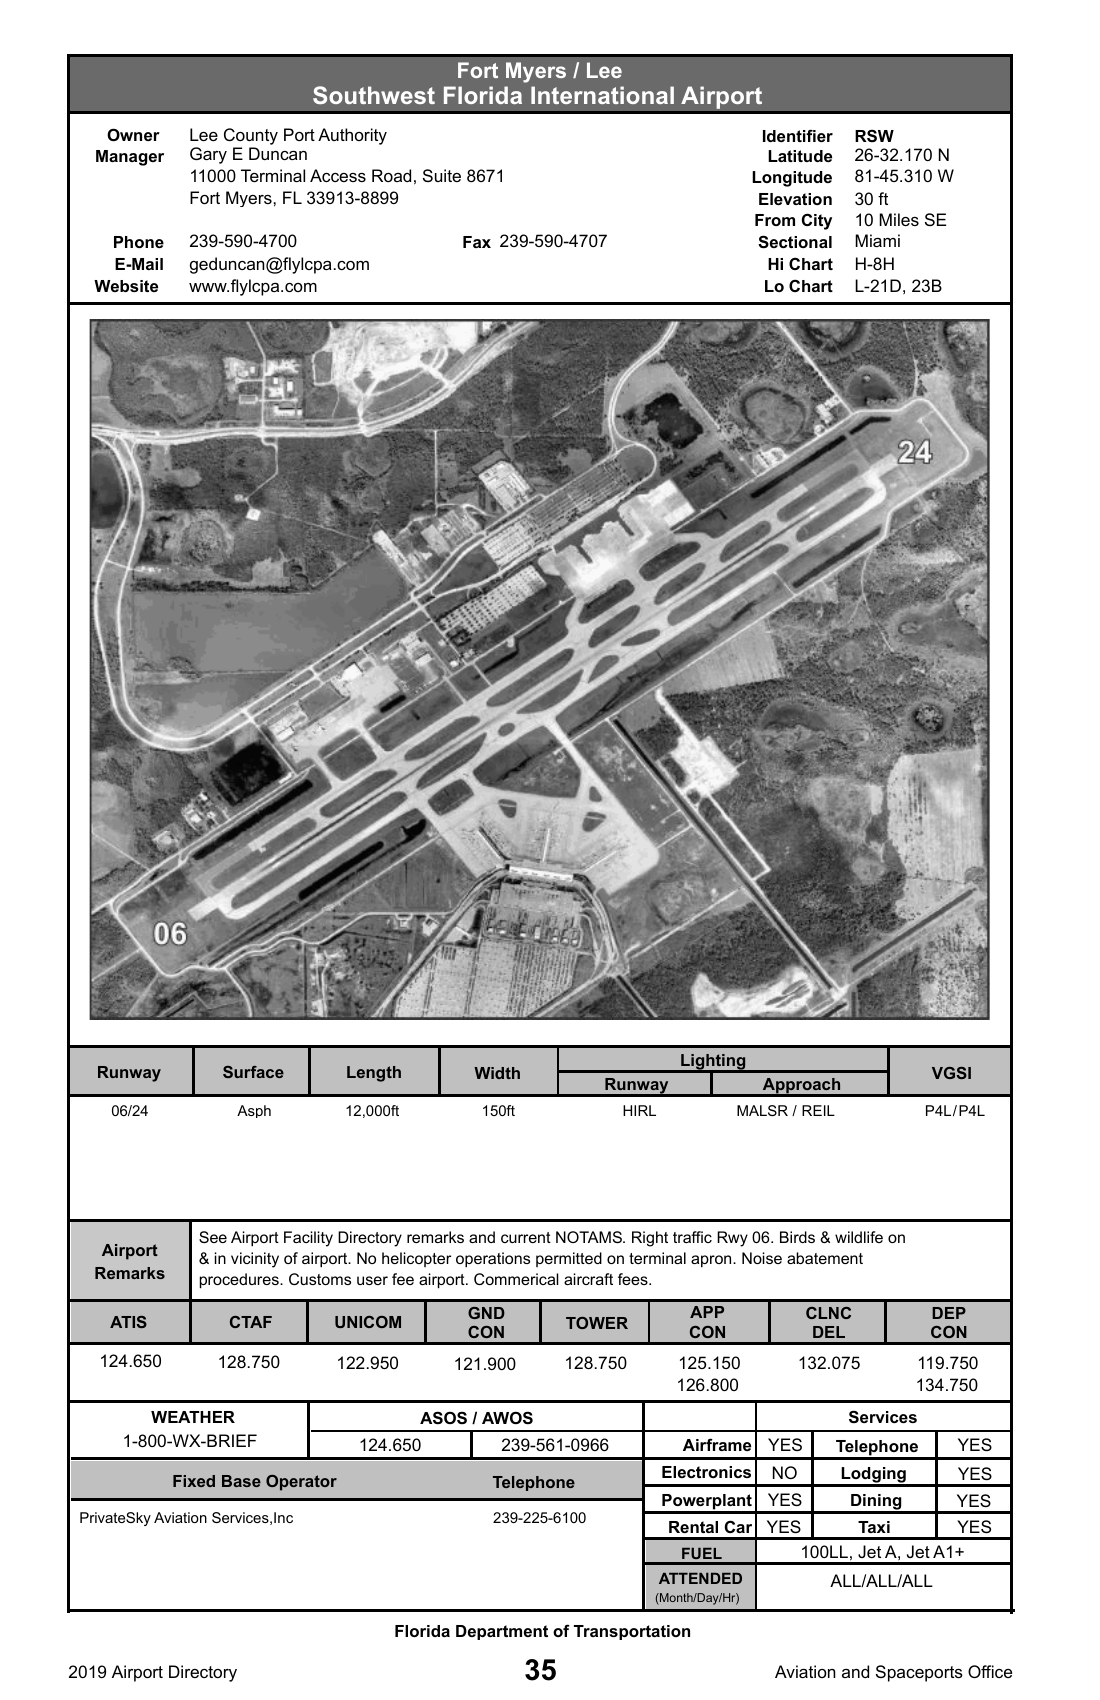 Fort Myers / Lee
Southwest Florida International Airport
Owner Lee County Port Authority
Manager Gary E Duncan
11000 Terminal Access Road, Suite 8671
Fort Myers, FL 33913-8899
Phone 239-590-4700 Fax 239-590-4707
E-Mail geduncan@flylcpa.com
Website www.flylcpa.com
Identifier RSW
Latitude 26-32.170 N
Longitude 81-45.310 W
Elevation 30 ft
From City 10 Miles SE
Sectional Miami
Hi Chart H-8H
Lo Chart L-21D, 23B
24
06
Runway Surface Length Width Lighting VGSI
Runway Approach
06/24 Asph 12,000ft 150ft HIRL MALSR / REIL P4L/P4L
Airport
Remarks
See Airport Facility Directory remarks and current NOTAMS. Right traffic Rwy 06. Birds & wildlife on
& in vicinity of airport. No helicopter operations permitted on terminal apron. Noise abatement
procedures. Customs user fee airport. Commerical aircraft fees.
ATIS CTAF UNICOM GND CON TOWER APP CON CLNC DEL DEP CON
124.650 128.750 122.950 121.900 128.750 125.150 132.075 119.750
126.800 134.750
WEATHER
1-800-WX-BRIEF
ASOS / AWOS
124.650 239-561-0966
Fixed Base Operator Telephone
PrivateSky Aviation Services,Inc 239-225-6100
Services
Airframe YES Telephone YES
Electronics NO Lodging YES
Powerplant YES Dining YES
Rental Car YES Taxi YES
FUEL 100LL, Jet A, Jet A1+
ATTENDED ALL/ALL/ALL
(Month/Day/Hr)
Florida Department of Transportation
2019 Airport Directory 35 Aviation and Spaceports Office